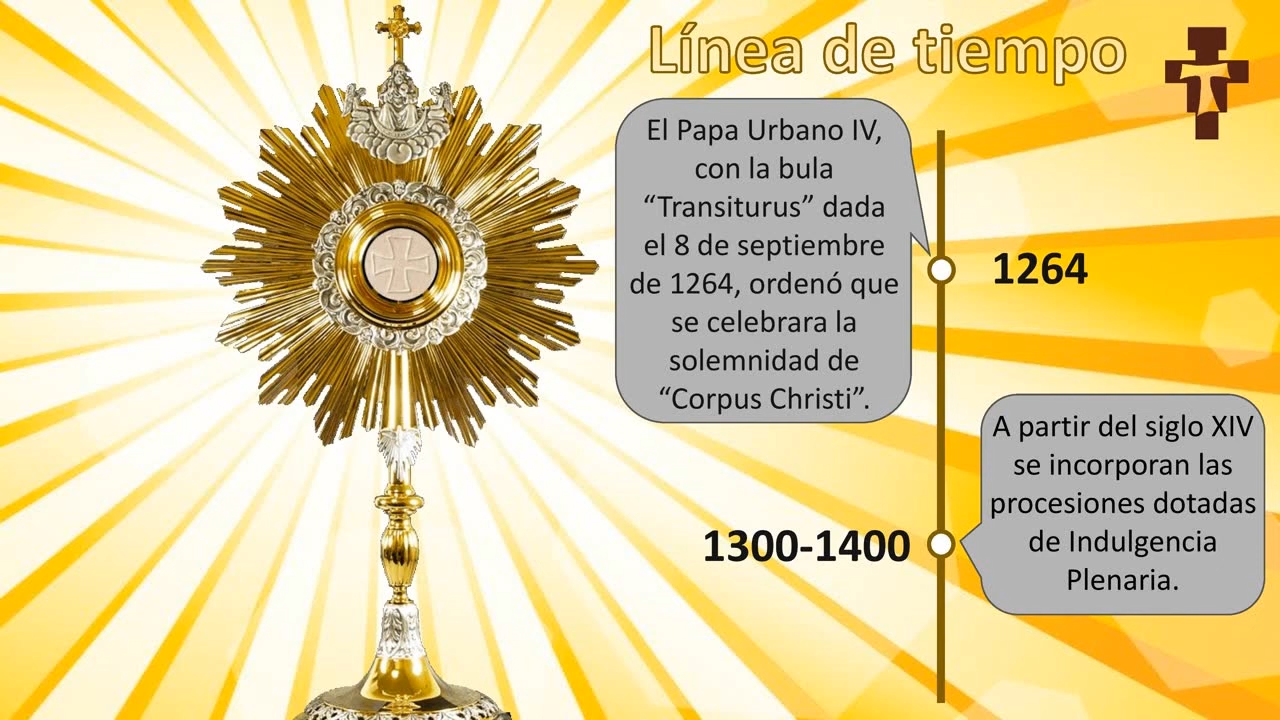 Línea de tiempo
El Papa Urbano IV,
con la bula
“Transiturus” dada
el 8 de septiembre
de 1264, ordenó que
se celebrara la
solemnidad de
“Corpus Christi”.
1264
A partir del siglo XIV
se incorporan las
procesiones dotadas
de Indulgencia
Plenaria.
1300-1400